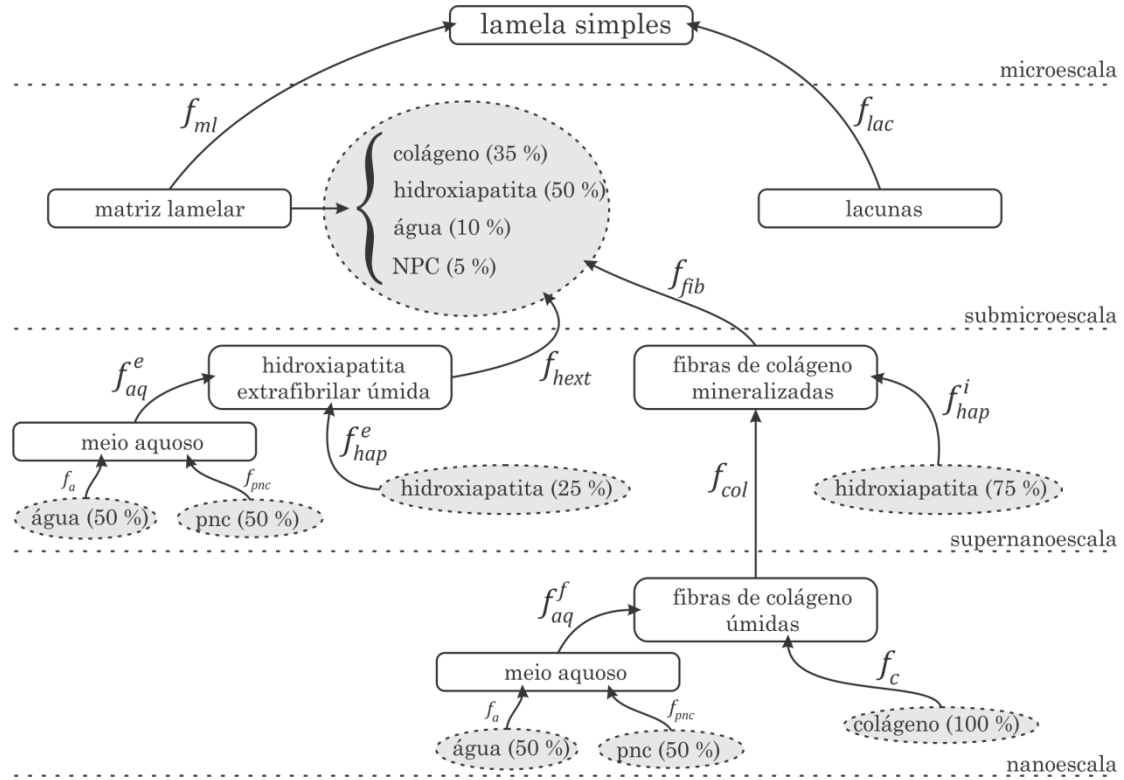 lamela simples
microescala
f_ml
f_lac
colágeno (35 %)
hidroxiapatita (50 %)
água (10 %)
NPC (5 %)
matriz lamelar
lacunas
f_fib
submicroescala
hidroxiapatita
extrafibrilar úmida
f_hext
fibras de colágeno
mineralizadas
f^e_aq
f^i_hap
meio aquoso
f^e_hap
f_a
f_pnc
f_col
água (50 %)
pnc (50 %)
hidroxiapatita (25 %)
hidroxiapatita (75 %)
supernanoescala
fibras de colágeno
úmidas
f^f_aq
meio aquoso
f_c
f_a
f_pnc
água (50 %)
pnc (50 %)
colágeno (100 %)
nanoescala